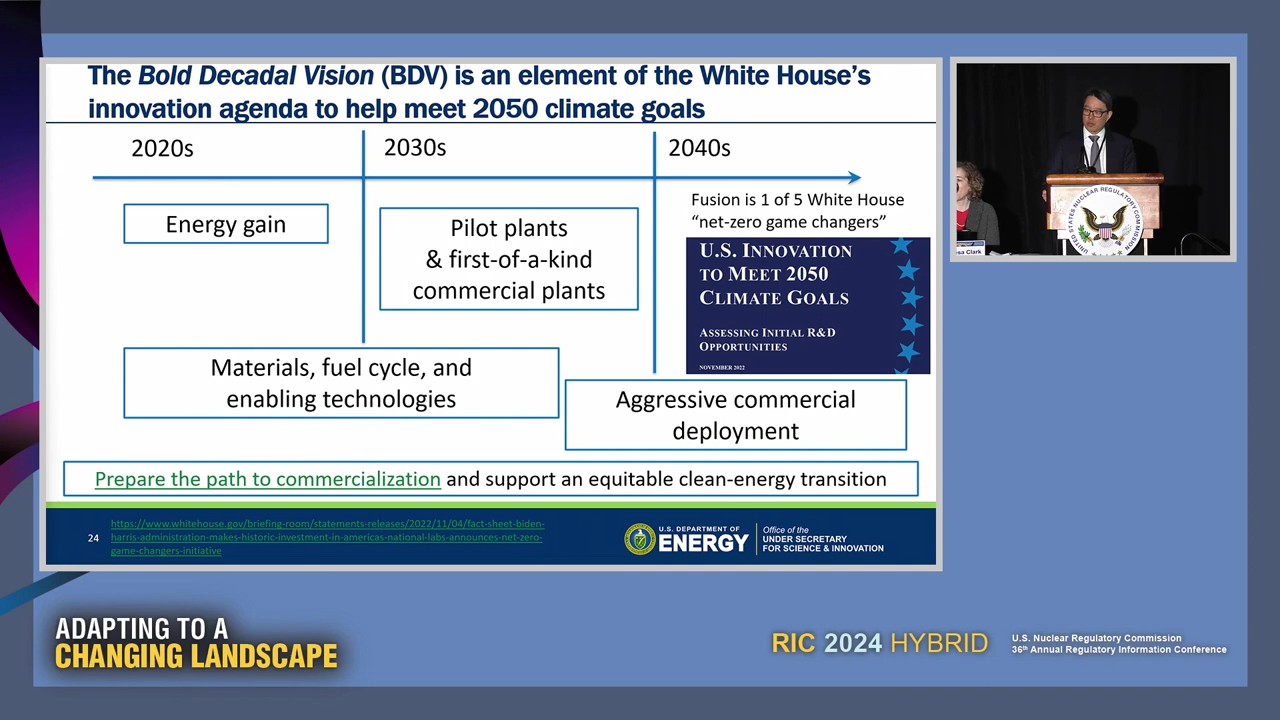 The Bold Decadal Vision (BDV) is an element of the White House’s
innovation agenda to help meet 2050 climate goals
2020s
2030s
2040s
Energy gain
Pilot plants
& first-of-a-kind
commercial plants
Fusion is 1 of 5 White House
“net-zero game changers”
U.S. INNOVATION
TO MEET 2050
CLIMATE GOALS
ASSESSING INITIAL R&D
OPPORTUNITIES
NOVEMBER 2022
Materials, fuel cycle, and
enabling technologies
Aggressive commercial
deployment
Prepare the path to commercialization and support an equitable clean-energy transition
24
https://www.whitehouse.gov/briefing-room/statements-releases/2022/11/04/fact-sheet-biden-
harris-administration-makes-historic-investment-in-americas-national-labs-announces-net-zero-
game-changers-initiative
U.S. DEPARTMENT OF
ENERGY
Office of the
UNDER SECRETARY
FOR SCIENCE & INNOVATION
UNITED STATES NUCLEAR REGULATORY COMMISSION
Clark
ADAPTING TO A
CHANGING LANDSCAPE
RIC 2024 HYBRID
U.S. Nuclear Regulatory Commission
36th Annual Regulatory Information Conference